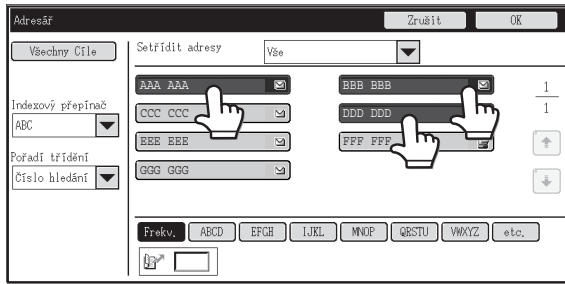 Adresář Zrušit OK
Všechny Cíle Setřídit adresy Vše
AAA AAA BBB BBB 1
Indexový přepínač CCC CCC DDD DDD 1
ABC
EEE EEE FFF FFF
Pořadí třídění
Číslo hledání GGG GGG
Frekv. ABCD EFGH IJKL MNOP QRSTU VWXYZ etc.